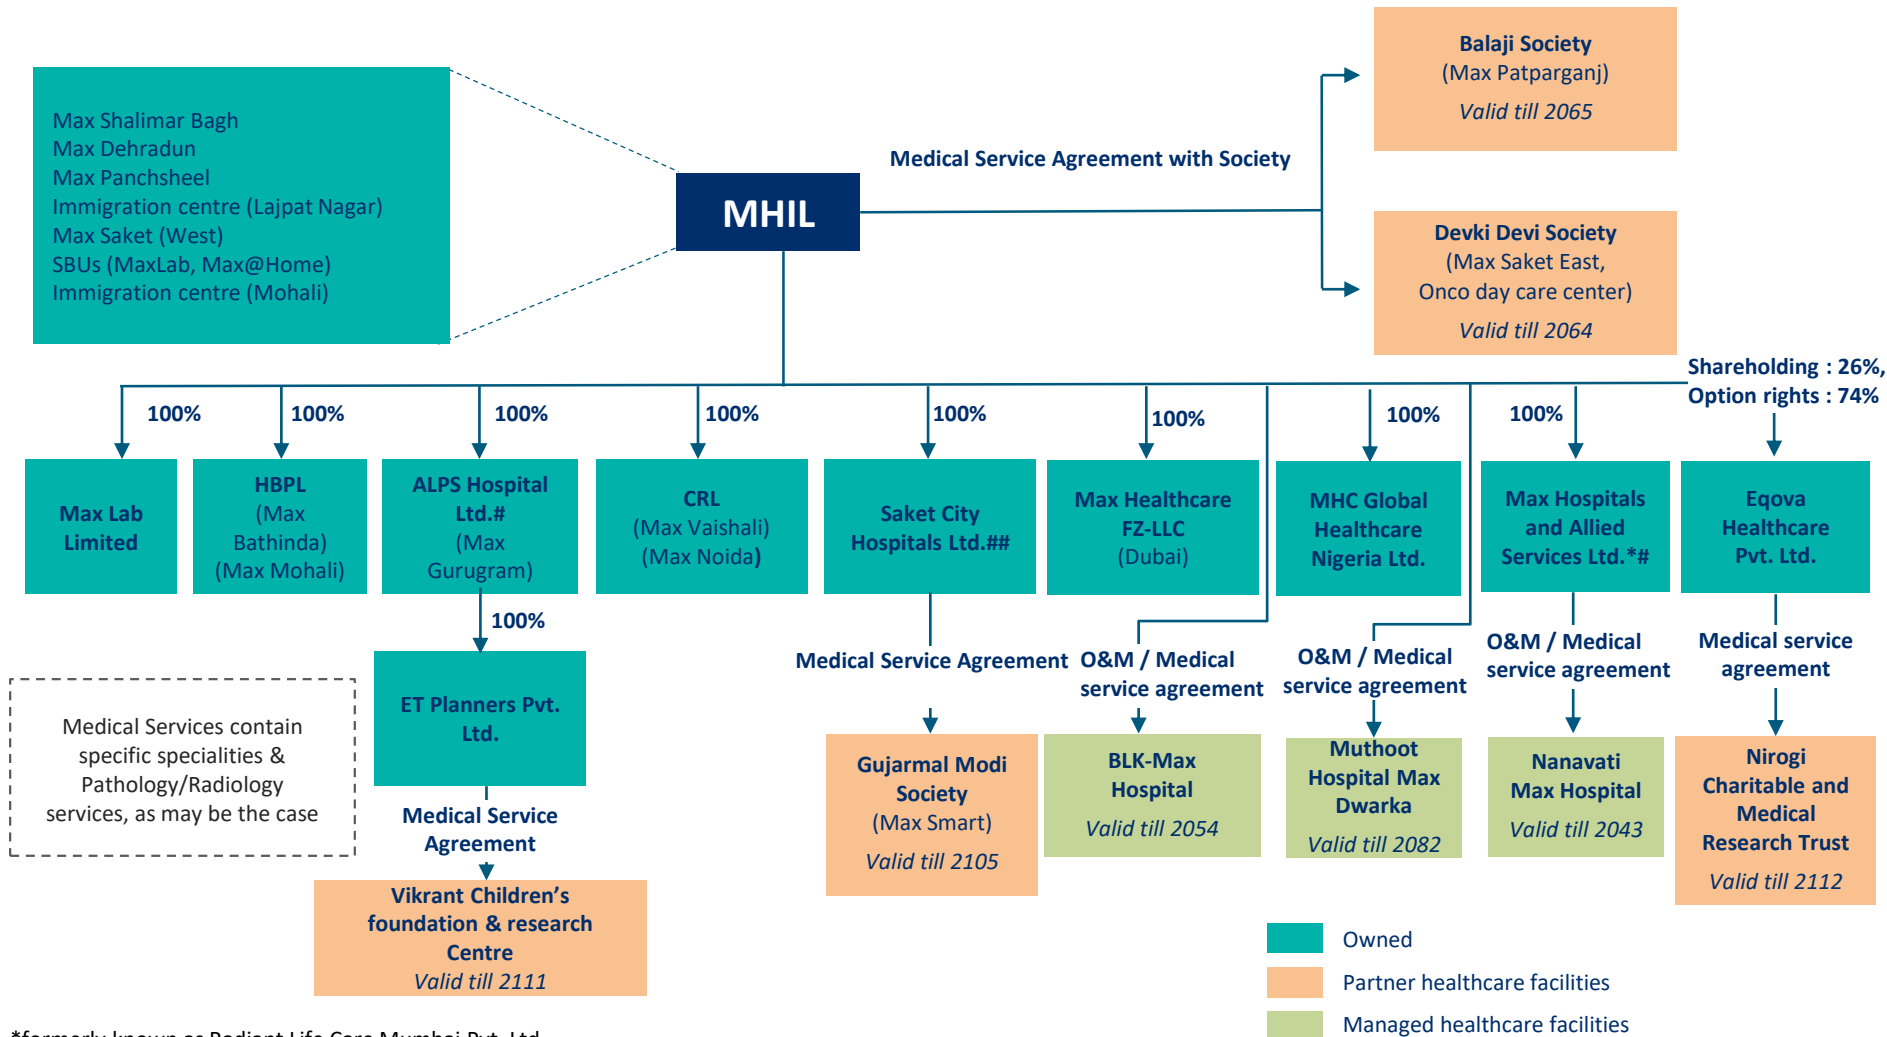 Balaji Society
(Max Patparganj)
Valid till 2065
Max Shalimar Bagh
Max Dehradun
Max Panchsheel
Immigration centre (Lajpat Nagar)
Max Saket (West)
SBUs (MaxLab, Max@Home)
Immigration centre (Mohali)
Medical Service Agreement with Society
MHIL
Devki Devi Society
(Max Saket East,
Onco day care center)
Valid till 2064
Shareholding : 26%,
Option rights : 74%
100%
100%
100%
100%
100%
100%
100%
100%
Max Lab
Limited
HBPL
(Max
Bathinda)
(Max Mohali)
ALPS Hospital
Ltd.#
(Max
Gurugram)
CRL
(Max Vaishali)
(Max Noida)
Saket City
Hospitals Ltd.##
Max Healthcare
FZ-LLC
(Dubai)
MHC Global
Healthcare
Nigeria Ltd.
Max Hospitals
and Allied
Services Ltd.*#
Eqova
Healthcare
Pvt. Ltd.
100%
Medical Service Agreement
O&M / Medical
service agreement
O&M / Medical
service agreement
O&M / Medical
service agreement
Medical service
agreement
ET Planners Pvt.
Ltd.
Medical Services contain
specific specialities &
Pathology/Radiology
services, as may be the case
Medical Service
Agreement
Gujarmal Modi
Society
(Max Smart)
Valid till 2105
BLK-Max
Hospital
Valid till 2054
Muthoot
Hospital Max
Dwarka
Valid till 2082
Nanavati
Max Hospital
Valid till 2043
Nirogi
Charitable and
Medical
Research Trust
Valid till 2112
Vikrant Children’s
foundation & research
Centre
Valid till 2111
Owned
Partner healthcare facilities
Managed healthcare facilities
*formerly known as Radiant Life Care Mumbai Pvt. Ltd.